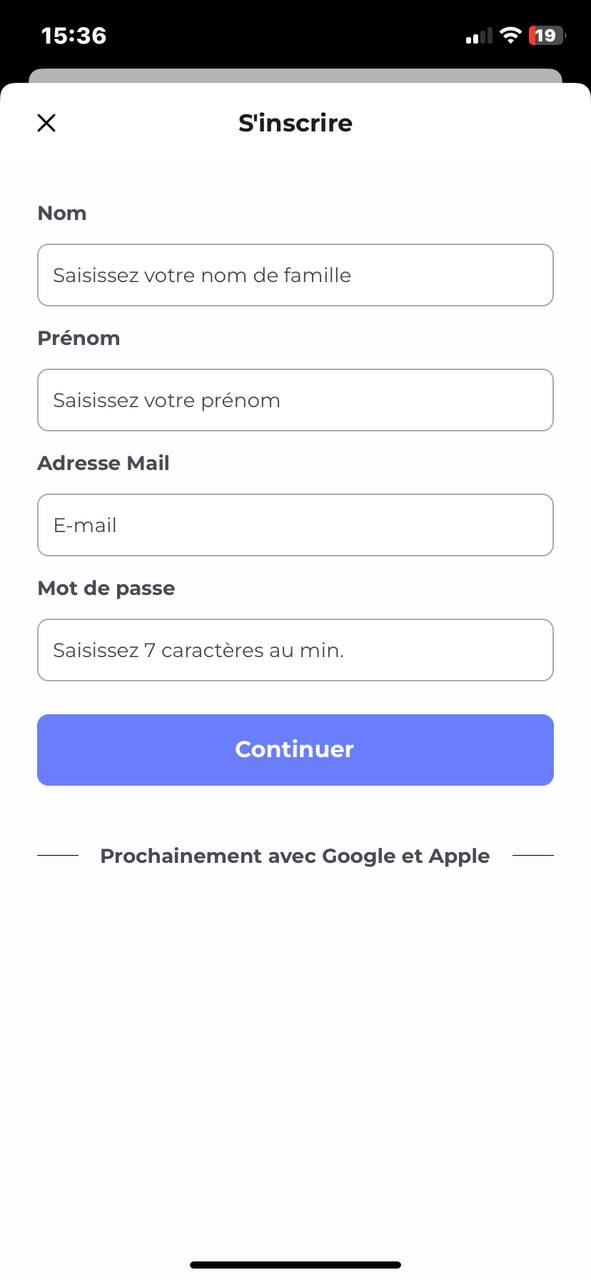 15:36
19
S'inscrire
Nom
Saisissez votre nom de famille
Prénom
Saisissez votre prénom
Adresse Mail
E-mail
Mot de passe
Saisissez 7 caractères au min.
Continuer
Prochainement avec Google et Apple